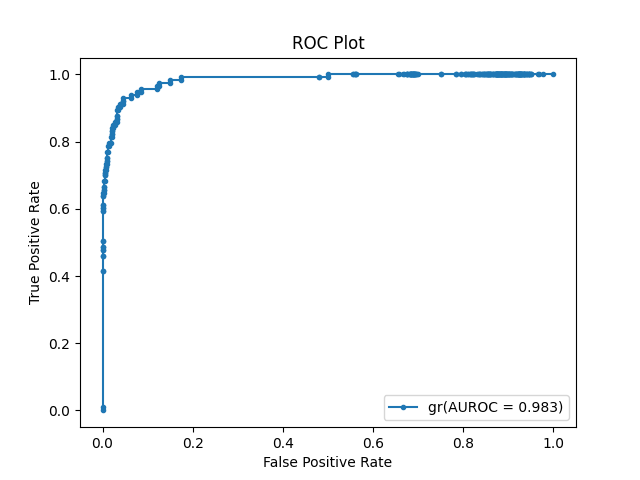 ROC Plot
1.0
0.8
0.6
0.4
0.2
0.0
True Positive Rate
0.0 0.2 0.4 0.6 0.8 1.0
False Positive Rate
gr(AUROC = 0.983)